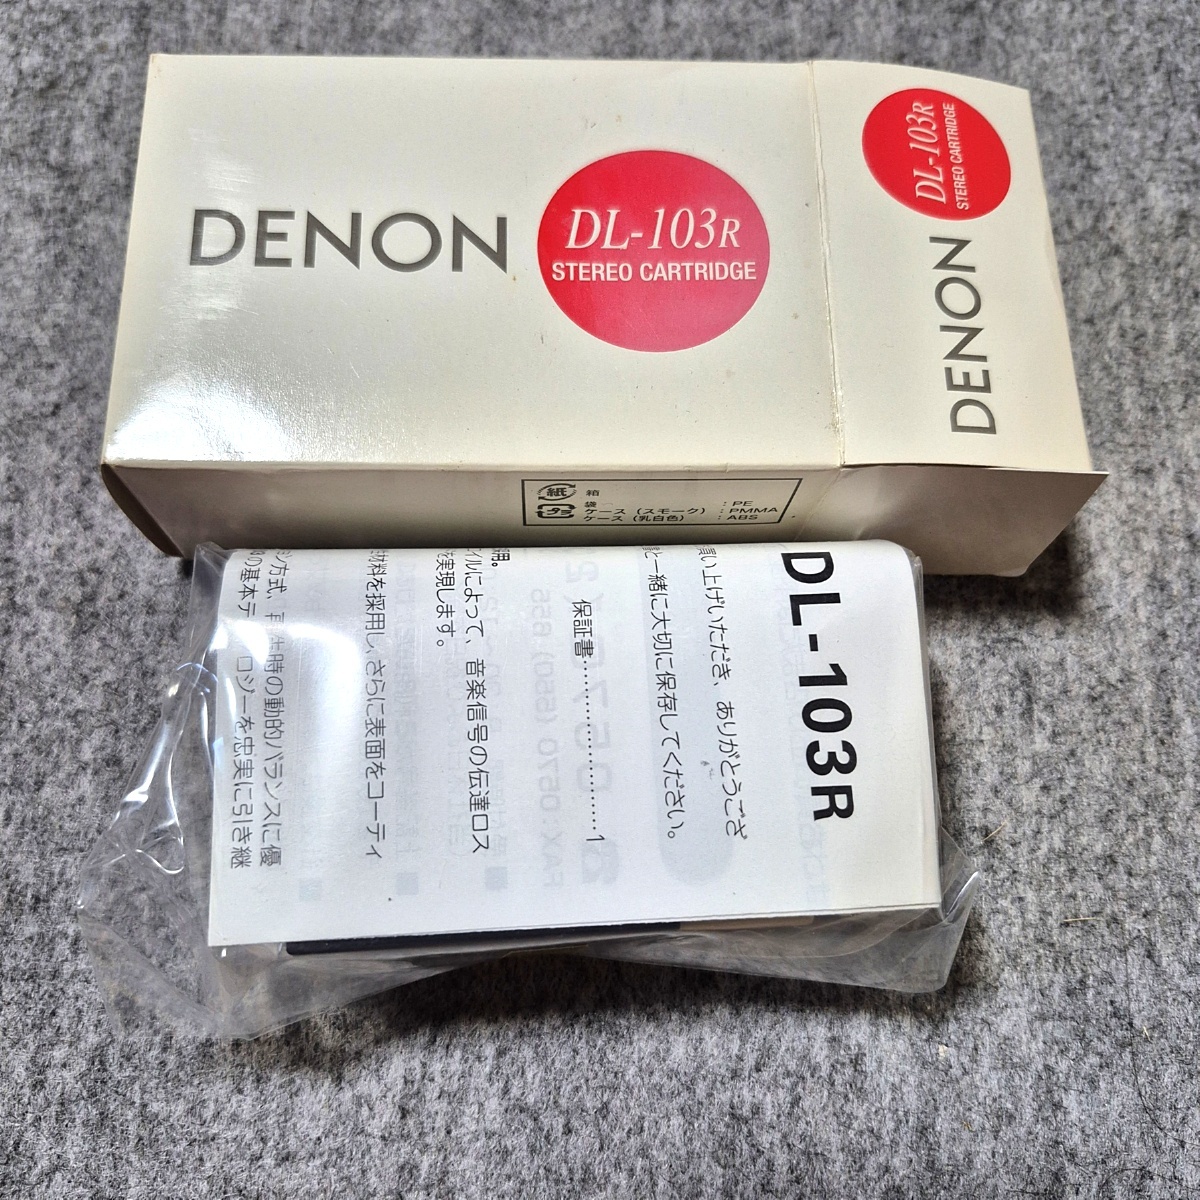 DENON
DL-103R
STEREO CARTRIDGE
DL-103R
STEREO CARTRIDGE
DENON
紙
箱
プラ
袋 : PE
ケース (スモーク) : PMMA
ケース (乳白色) : ABS
DL-103R
買い上げいただき、ありがとうござ
と一緒に大切に保存してください。
保証書……………………1
用。
イルによって、音楽信号の伝達ロス
を実現します。
材料を採用し、さらに表面をコーティ
ン方式、再生時の動的バランスに優
の基本テ ロジーを忠実に引き継